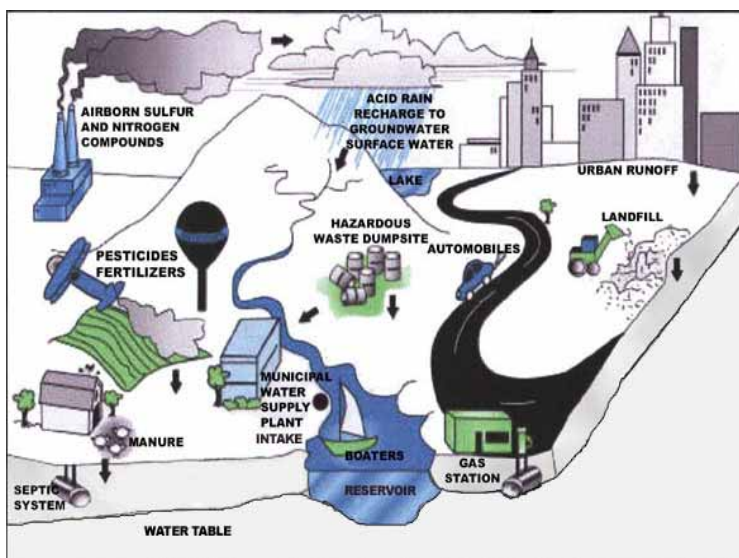 AIRBORN SULFUR
AND NITROGEN
COMPOUNDS
ACID RAIN
RECHARGE TO
GROUNDWATER
SURFACE WATER
LAKE
URBAN RUNOFF
PESTICIDES
FERTILIZERS
HAZARDOUS
WASTE DUMPSITE
AUTOMOBILES
LANDFILL
MUNICIPAL
WATER
SUPPLY
PLANT
INTAKE
MANURE
BOATERS
GAS
STATION
SEPTIC
SYSTEM
RESERVOIR
WATER TABLE